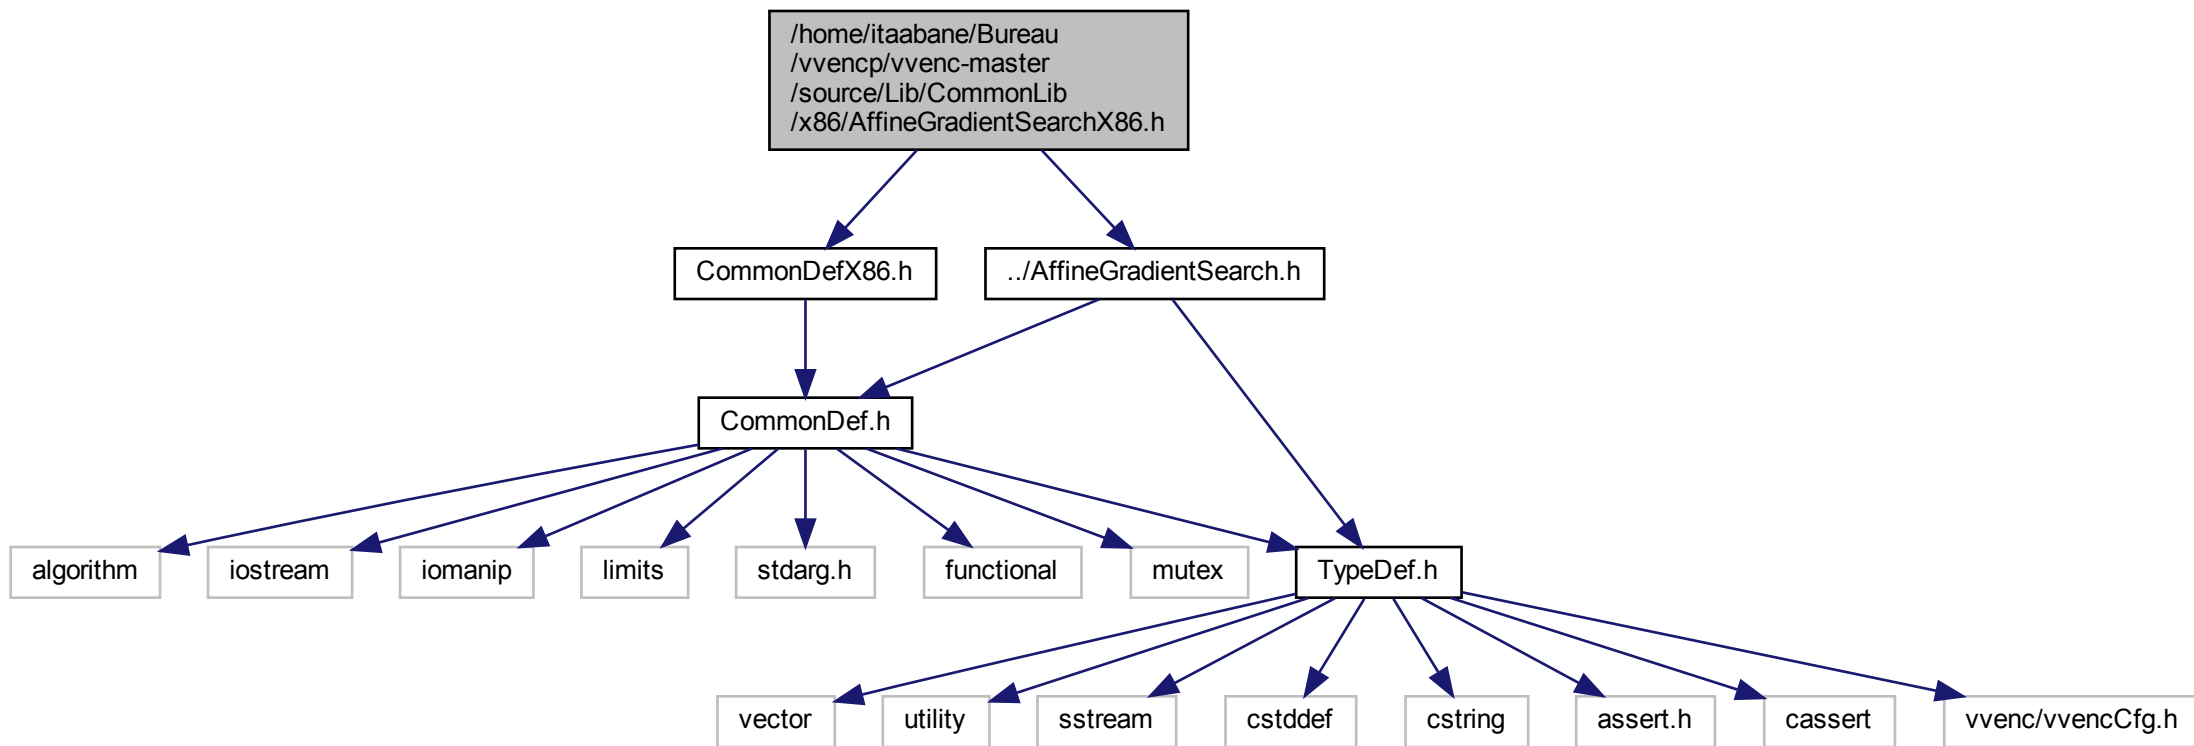 /home/itaabane/Bureau
/vvencp/vvenc-master
/source/Lib/CommonLib
/x86/AffineGradientSearchX86.h
CommonDefX86.h
../AffineGradientSearch.h
CommonDef.h
algorithm
iostream
iomanip
limits
stdarg.h
functional
mutex
TypeDef.h
vector
utility
sstream
cstddef
cstring
assert.h
cassert
vvenc/vvencCfg.h